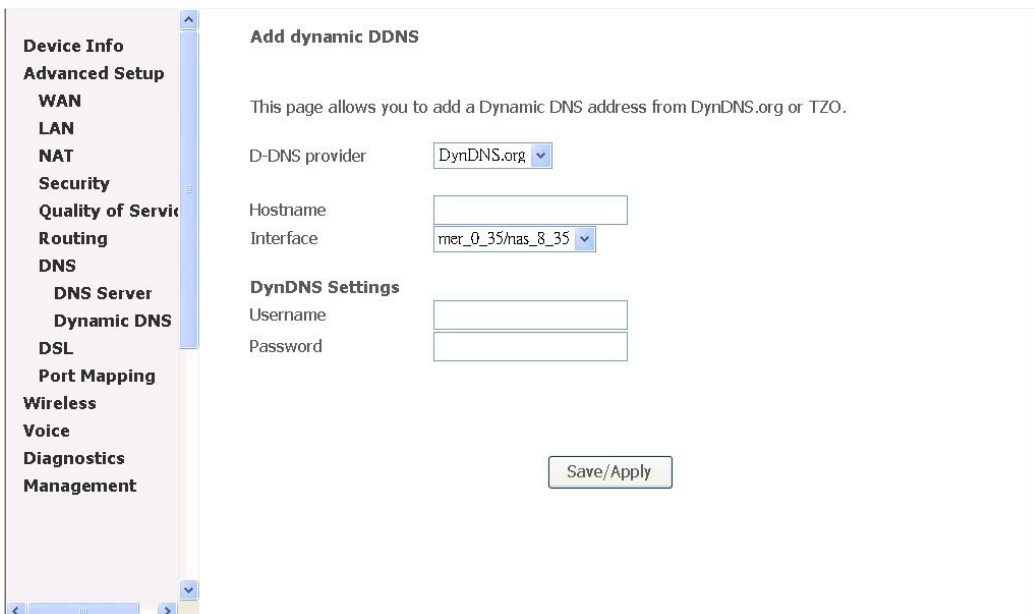 Device Info
Advanced Setup
WAN
LAN
NAT
Security
Quality of Servic
Routing
DNS
DNS Server
Dynamic DNS
DSL
Port Mapping
Wireless
Voice
Diagnostics
Management
Add dynamic DDNS
This page allows you to add a Dynamic DNS address from DynDNS.org or TZO.
D-DNS provider DynDNS.org
Hostname
Interface mer_0_35/nas_8_35
DynDNS Settings
Username
Password
Save/Apply